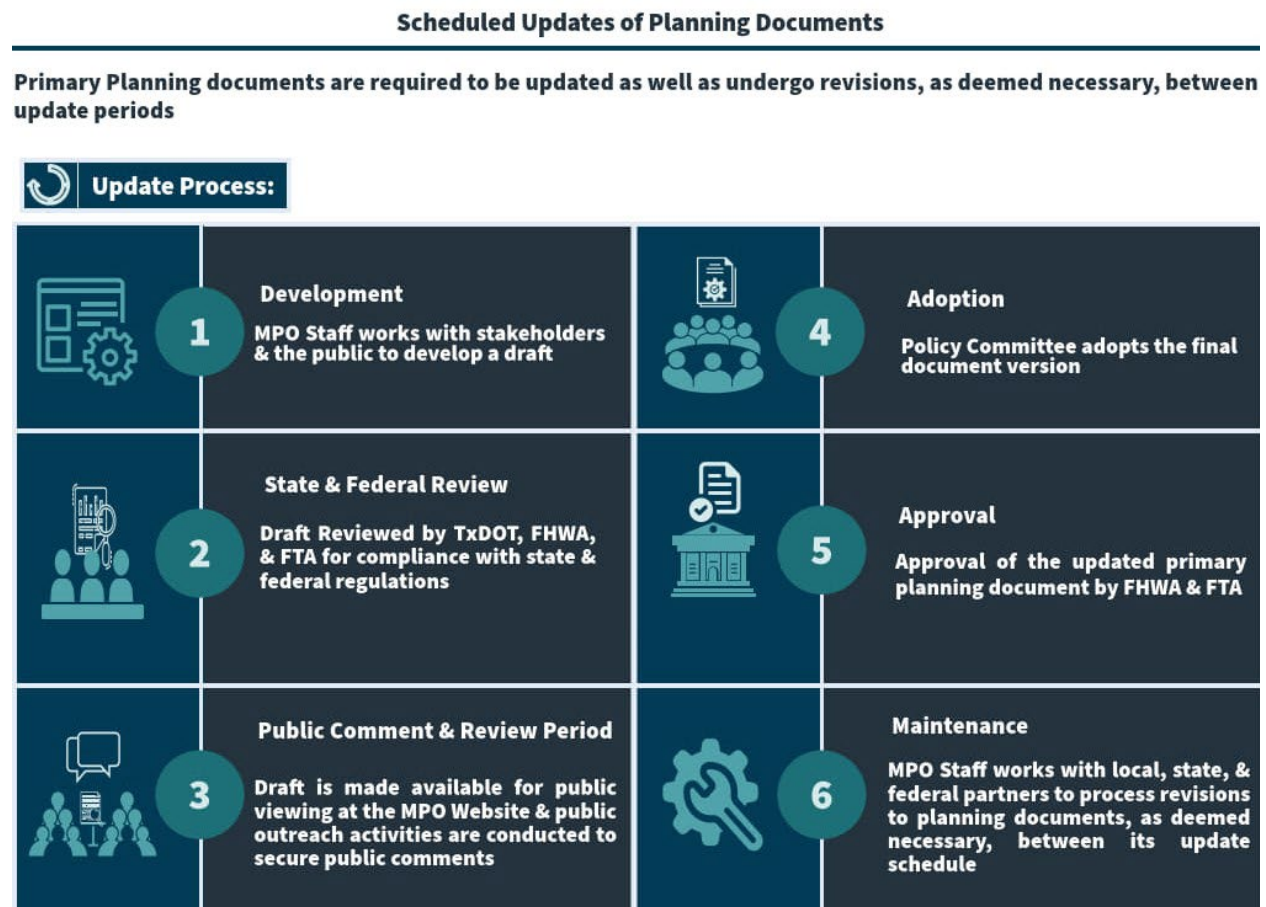 Scheduled Updates of Planning Documents
Primary Planning documents are required to be updated as well as undergo revisions, as deemed necessary, between
update periods
Update Process:
1
Development
MPO Staff works with stakeholders
& the public to develop a draft
2
State & Federal Review
Draft Reviewed by TxDOT, FHWA,
& FTA for compliance with state &
federal regulations
3
Public Comment & Review Period
Draft is made available for public
viewing at the MPO Website & public
outreach activities are conducted to
secure public comments
4
Adoption
Policy Committee adopts the final
document version
5
Approval
Approval of the updated primary
planning document by FHWA & FTA
6
Maintenance
MPO Staff works with local, state, &
federal partners to process revisions
to planning documents, as deemed
necessary, between its update
schedule